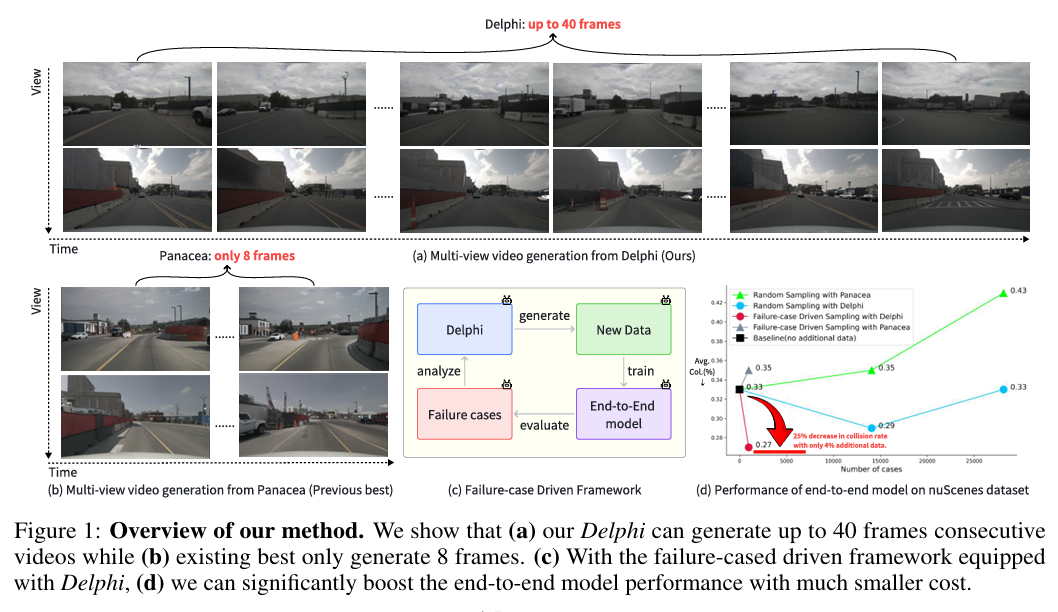 Delphi: up to 40 frames
View
......
......
......
......
Time
(a) Multi-view video generation from Delphi (Ours)
Panacea: only 8 frames
View
......
......
Time
(b) Multi-view video generation from Panacea (Previous best)
Delphi
generate
New Data
analyze
train
Failure cases
evaluate
End-to-End
model
(c) Failure-case Driven Framework
Random Sampling with Panacea
Random Sampling with Delphi
Failure-case Driven Sampling with Delphi
Failure-case Driven Sampling with Panacea
Baseline(no additional data)
Avg.
Col.(%)
↓
0.42
0.40
0.38
0.36
0.34
0.32
0.30
0.28
0.43
0.35
0.35
0.33
0.33
0.29
0.27
25% decrease in collision rate
with only 4% additional data.
0
5000
10000
15000
20000
25000
Number of cases
(d) Performance of end-to-end model on nuScenes dataset
Figure 1: Overview of our method. We show that (a) our Delphi can generate up to 40 frames consecutive
videos while (b) existing best only generate 8 frames. (c) With the failure-cased driven framework equipped
with Delphi, (d) we can significantly boost the end-to-end model performance with much smaller cost.